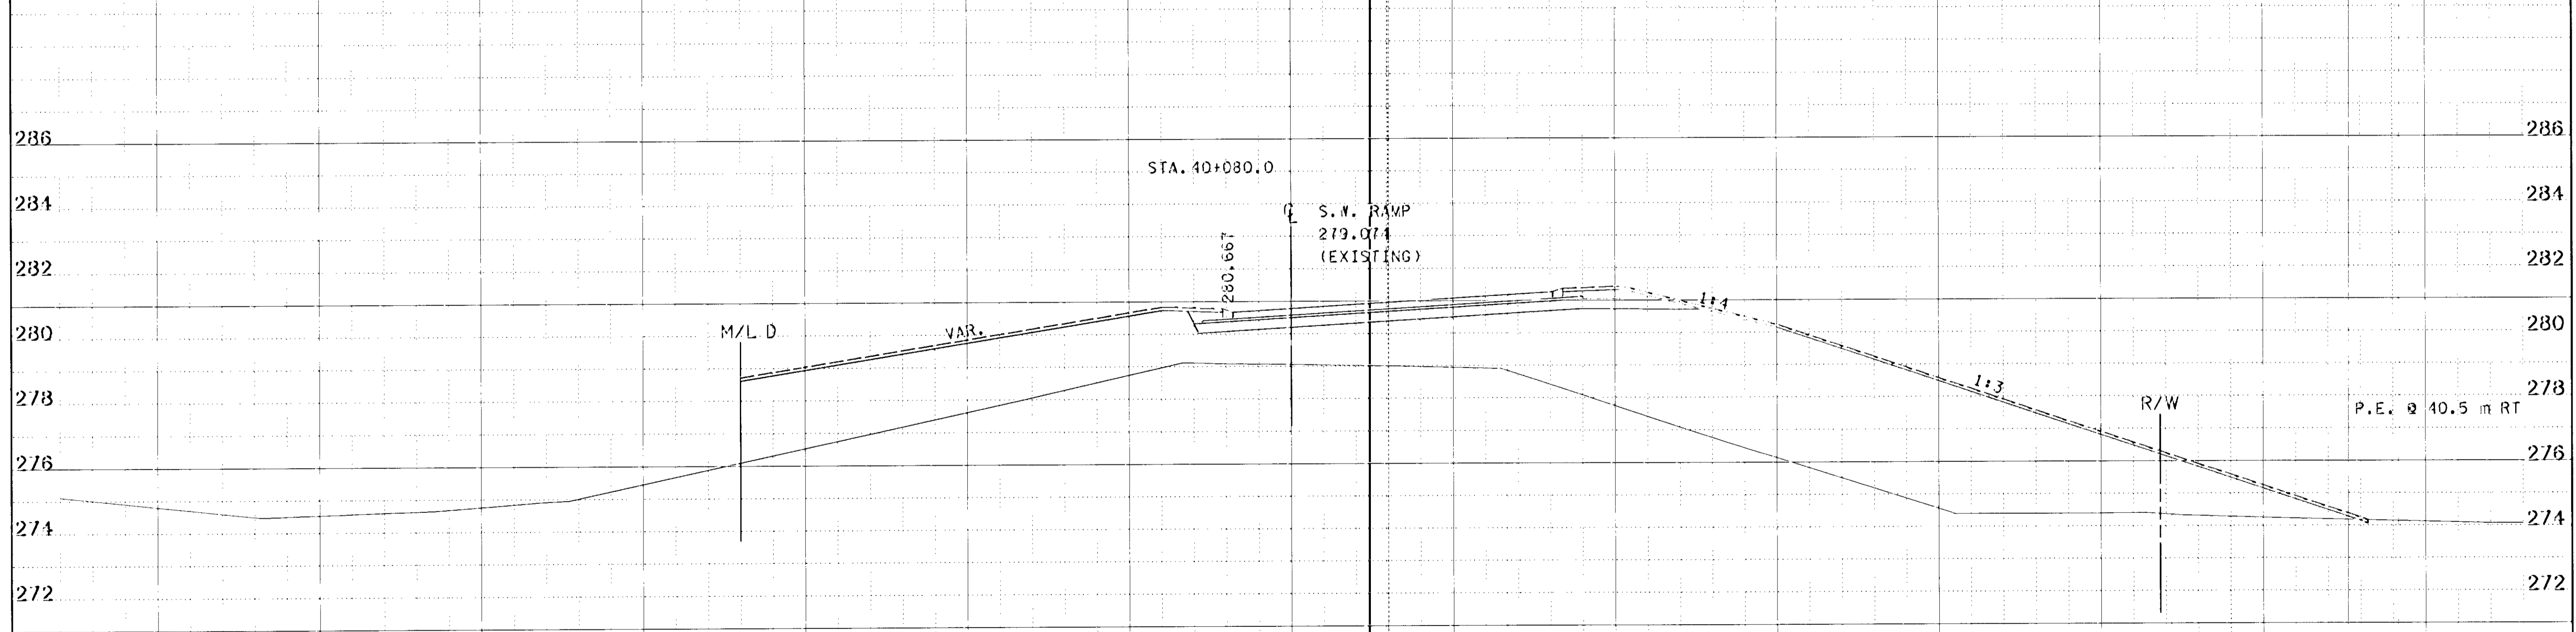 286 286
STA. 40+080.0
284 284
℄ S.W. RAMP
279.074
280.667
(EXISTING)
282 282
1:4
280 M/L D VAR. 280
1:3
278 278
R/W
P.E. @ 40.5 m RT
276 276
274 274
272 272